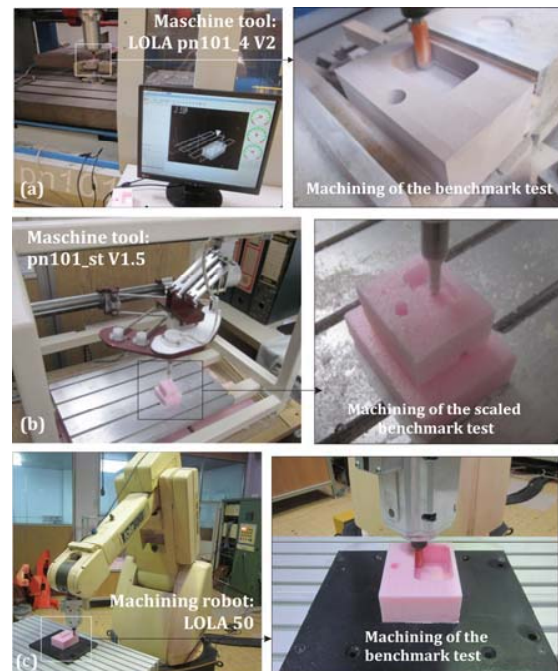 Maschine tool:
LOLA pn101_4 V2
pn101
(a)
Machining of the benchmark test
Maschine tool:
pn101_st V1.5
(b)
Machining of the scaled
benchmark test
Machining robot:
LOLA 50
(c)
Machining of the
benchmark test